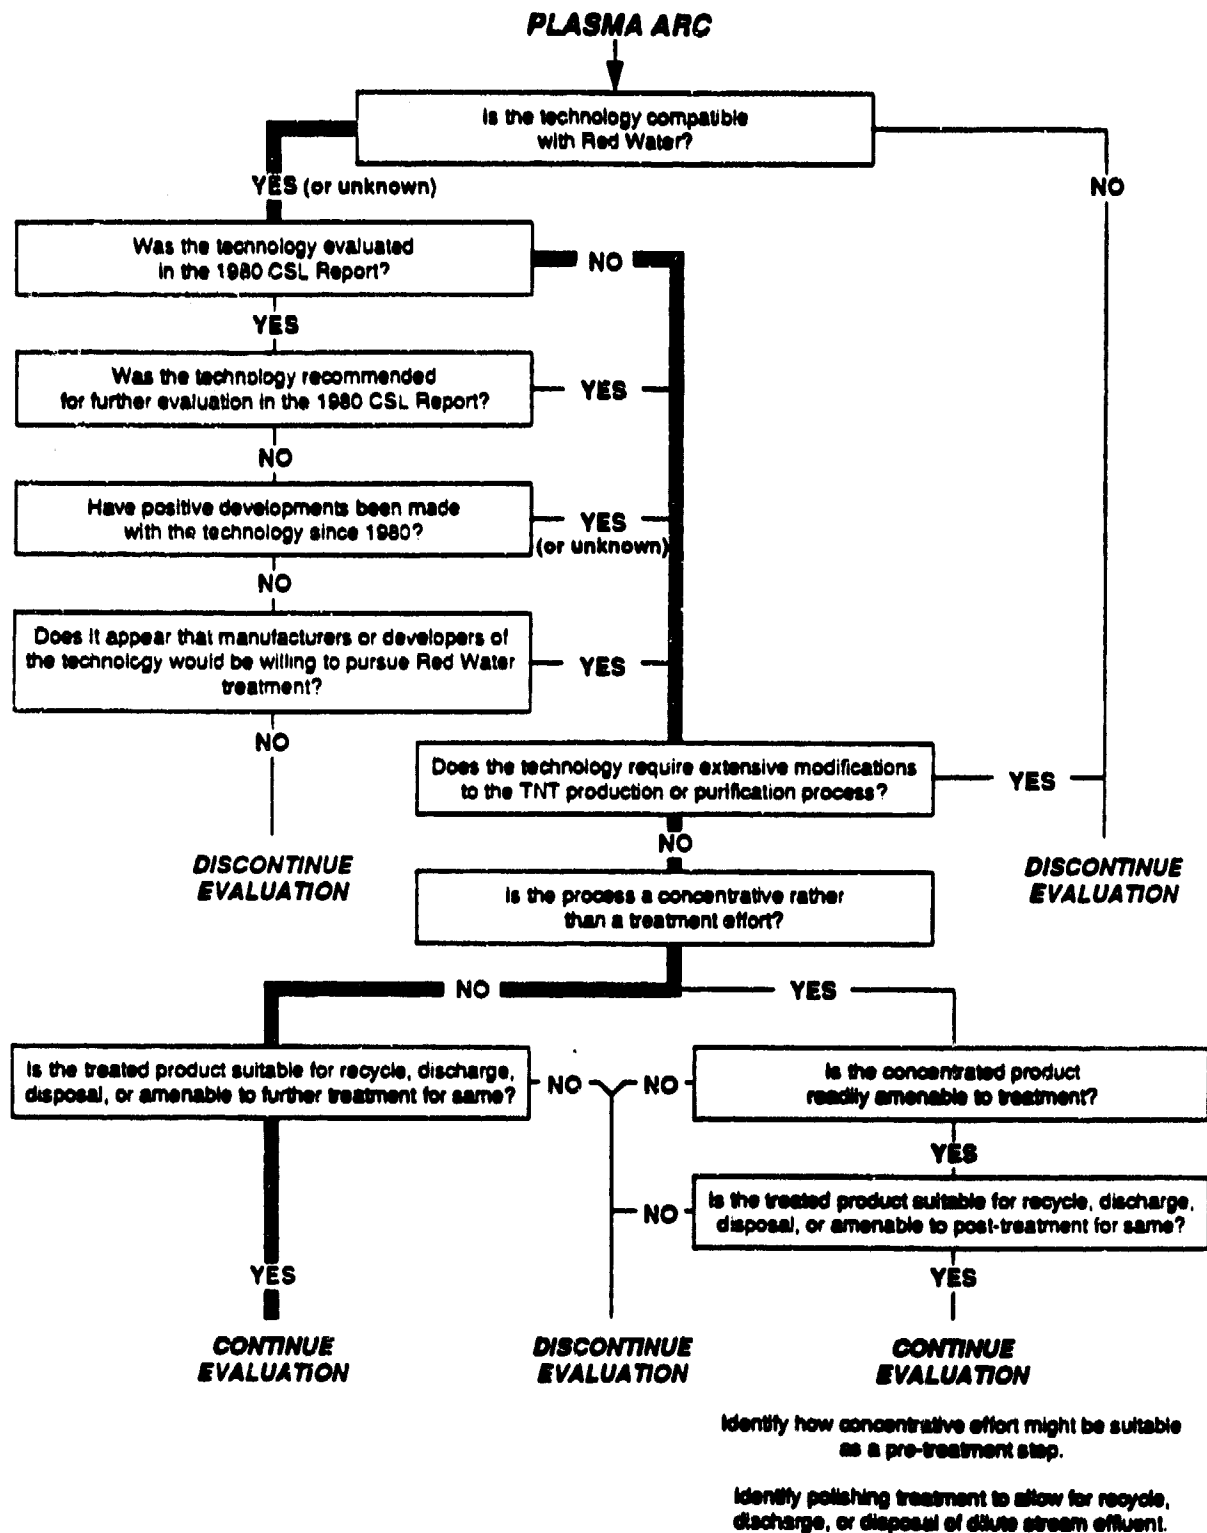 PLASMA ARC
Is the technology compatible
with Red Water?
YES (or unknown)
NO
Was the technology evaluated
in the 1980 CSL Report?
NO
YES
Was the technology recommended
for further evaluation in the 1980 CSL Report?
YES
NO
Have positive developments been made
with the technology since 1980?
YES
(or unknown)
NO
Does it appear that manufacturers or developers of
the technology would be willing to pursue Red Water
treatment?
YES
NO
Does the technology require extensive modifications
to the TNT production or purification process?
YES
NO
DISCONTINUE
EVALUATION
DISCONTINUE
EVALUATION
Is the process a concentrative rather
than a treatment effort?
NO
YES
Is the treated product suitable for recycle, discharge,
disposal, or amenable to further treatment for same?
NO
NO
Is the concentrated product
readily amenable to treatment?
YES
NO
Is the treated product suitable for recycle, discharge,
disposal, or amenable to post-treatment for same?
YES
YES
CONTINUE
EVALUATION
DISCONTINUE
EVALUATION
CONTINUE
EVALUATION
Identify how concentrative effort might be suitable
as a pre-treatment step.
Identify polishing treatment to allow for recycle,
discharge, or disposal of dilute stream effluent.